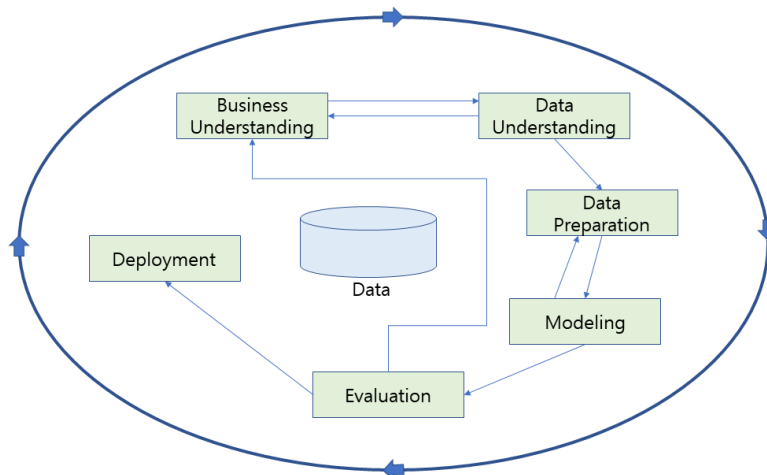 Business
Understanding
Data
Understanding
Data
Preparation
Deployment
Data
Modeling
Evaluation